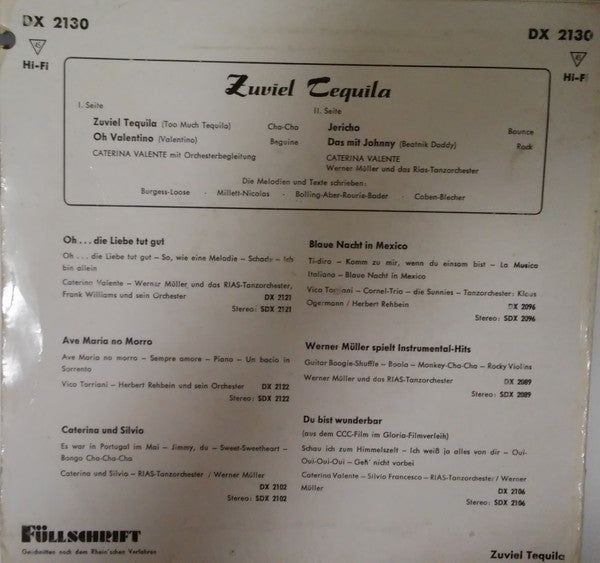 DX 2130
DX 2130
45
45
Hi-Fi
Hi-Fi
Zuviel Tequila
I. Seite
II. Seite
Zuviel Tequila (Too Much Tequila) Cha-Cha
Oh Valentino (Valentino) Beguine
CATERINA VALENTE mit Orchesterbegleitung
Jericho Bounce
Das mit Johnny (Beatnik Daddy) Rock
CATERINA VALENTE
Werner Müller und das Rias-Tanzorchester
Die Melodien und Texte schrieben:
Burgess-Loose · Millett-Nicolas · Bolling-Aber-Rourie-Bader · Coben-Blecher
Oh . . . die Liebe tut gut
Oh . . . die Liebe tut gut – So, wie eine Melodie – Schade – Ich
bin allein
Caterina Valente – Werner Müller und das RIAS-Tanzorchester,
Frank Williams und sein Orchester DX 2121
Stereo: SDX 2121
Ave Maria no Morro
Ave Maria no morro – Sempre amore – Piano – Un bacio in
Sorrento
Vico Torriani – Herbert Rehbein und sein Orchester DX 2122
Stereo: SDX 2122
Caterina und Silvio
Es war in Portugal im Mai – Jimmy, du – Sweet-Sweetheart –
Bongo Cha-Cha-Cha
Caterina und Silvio – RIAS-Tanzorchester / Werner Müller
DX 2102
Stereo: SDX 2102
Blaue Nacht in Mexico
Ti-diro – Komm zu mir, wenn du einsam bist – La Musica
Italiana – Blaue Nacht in Mexico
Vico Torriani – Cornel-Trio – die Sunnies – Tanzorchester: Klaus
Ogermann / Herbert Rehbein DX 2096
Stereo: SDX 2096
Werner Müller spielt Instrumental-Hits
Guitar Boogie-Shuffle – Boola – Monkey-Cha-Cha – Rocky Violins
Werner Müller und das RIAS-Tanzorchester DX 2089
Stereo: SDX 2089
Du bist wunderbar
(aus dem CCC-Film im Gloria-Filmverleih)
Schau ich zum Himmelszelt – Ich weiß ja alles von dir – Oui-
Oui-Oui-Oui – Geh' nicht vorbei
Caterina Valente – Silvio Francesco – RIAS-Tanzorchester / Werner
Müller DX 2106
Stereo: SDX 2106
FÜLLSCHRIFT
Geschnitten nach dem Rhein'schen Verfahren
Zuviel Tequila